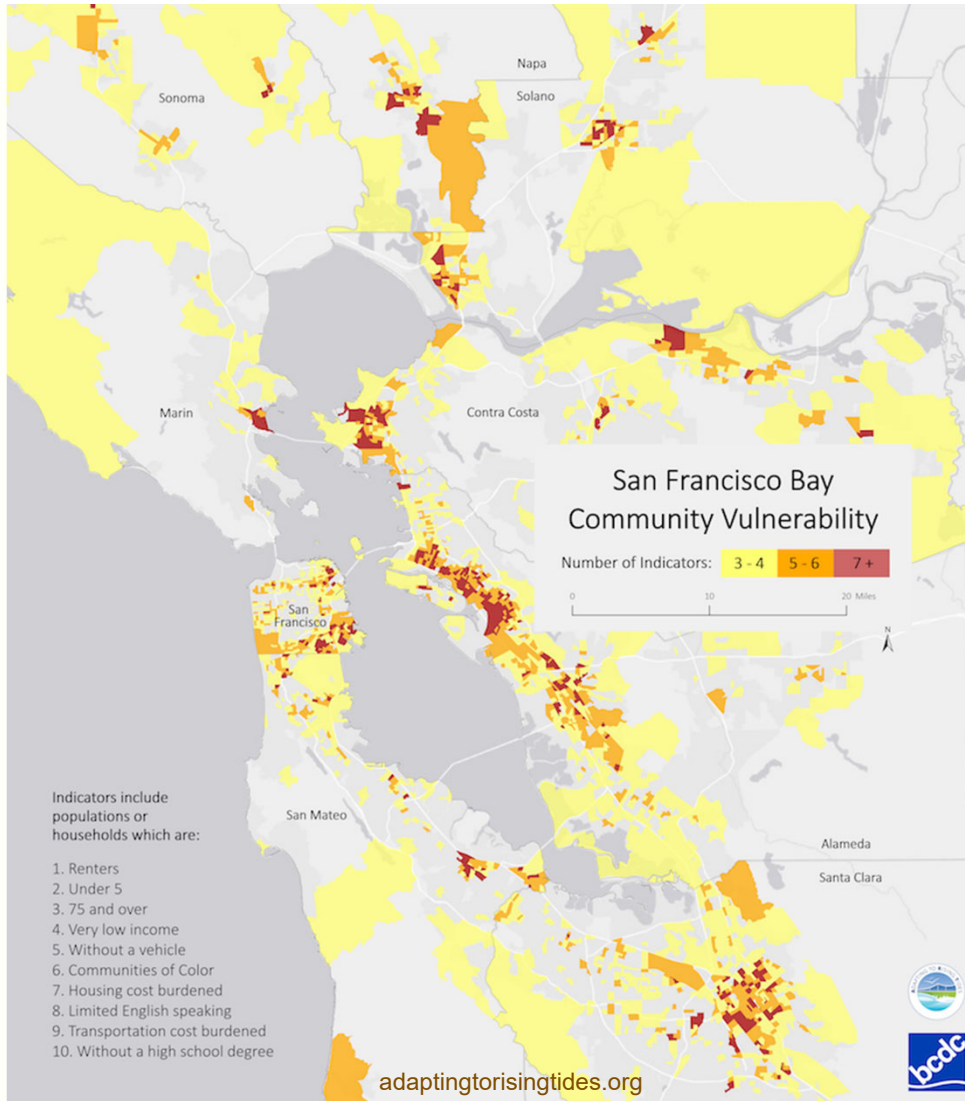 Napa
Sonoma
Solano
Marin
Contra Costa
San Francisco Bay
Community Vulnerability
Number of Indicators: 3 - 4 5 - 6 7 +
0 10 20 Miles
N
San
Francisco
Indicators include
populations or
households which are:
San Mateo
1. Renters
2. Under 5
3. 75 and over
4. Very low income
5. Without a vehicle
6. Communities of Color
7. Housing cost burdened
8. Limited English speaking
9. Transportation cost burdened
10. Without a high school degree
Alameda
Santa Clara
bcdc
adaptingtorisingtides.org